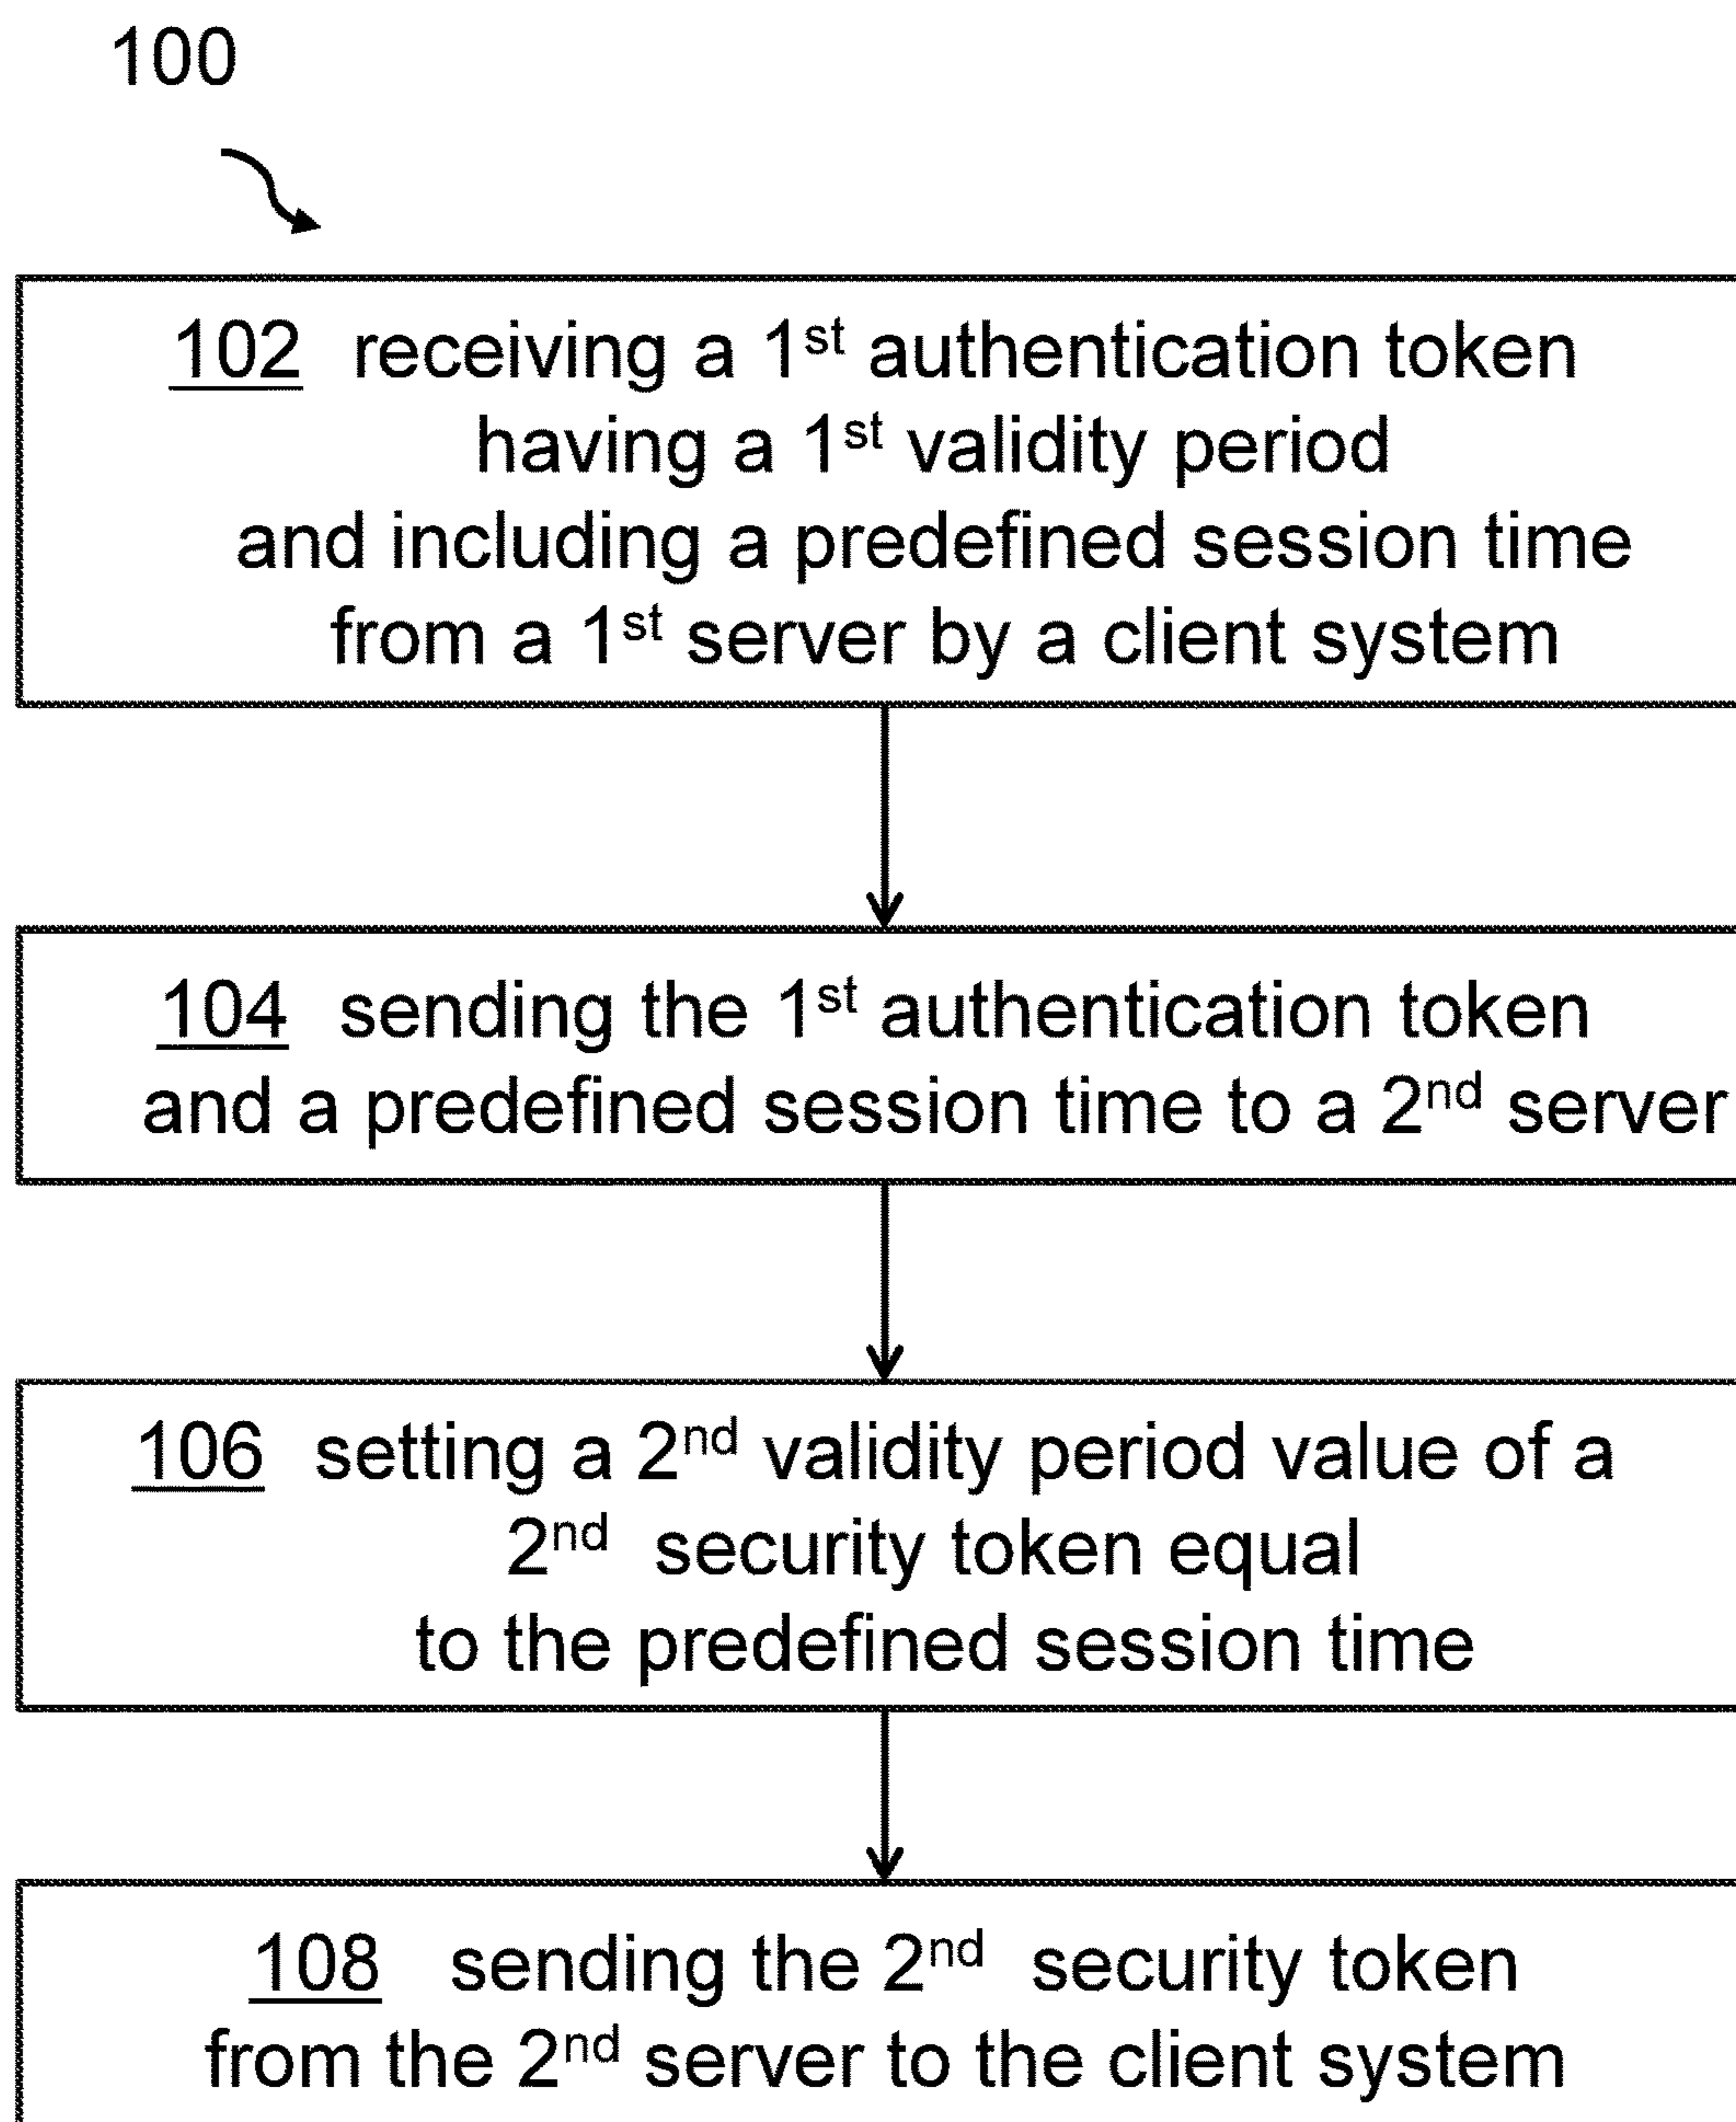 100
102 receiving a 1st authentication token
having a 1st validity period
and including a predefined session time
from a 1st server by a client system
104 sending the 1st authentication token
and a predefined session time to a 2nd server
106 setting a 2nd validity period value of a
2nd security token equal
to the predefined session time
108 sending the 2nd security token
from the 2nd server to the client system